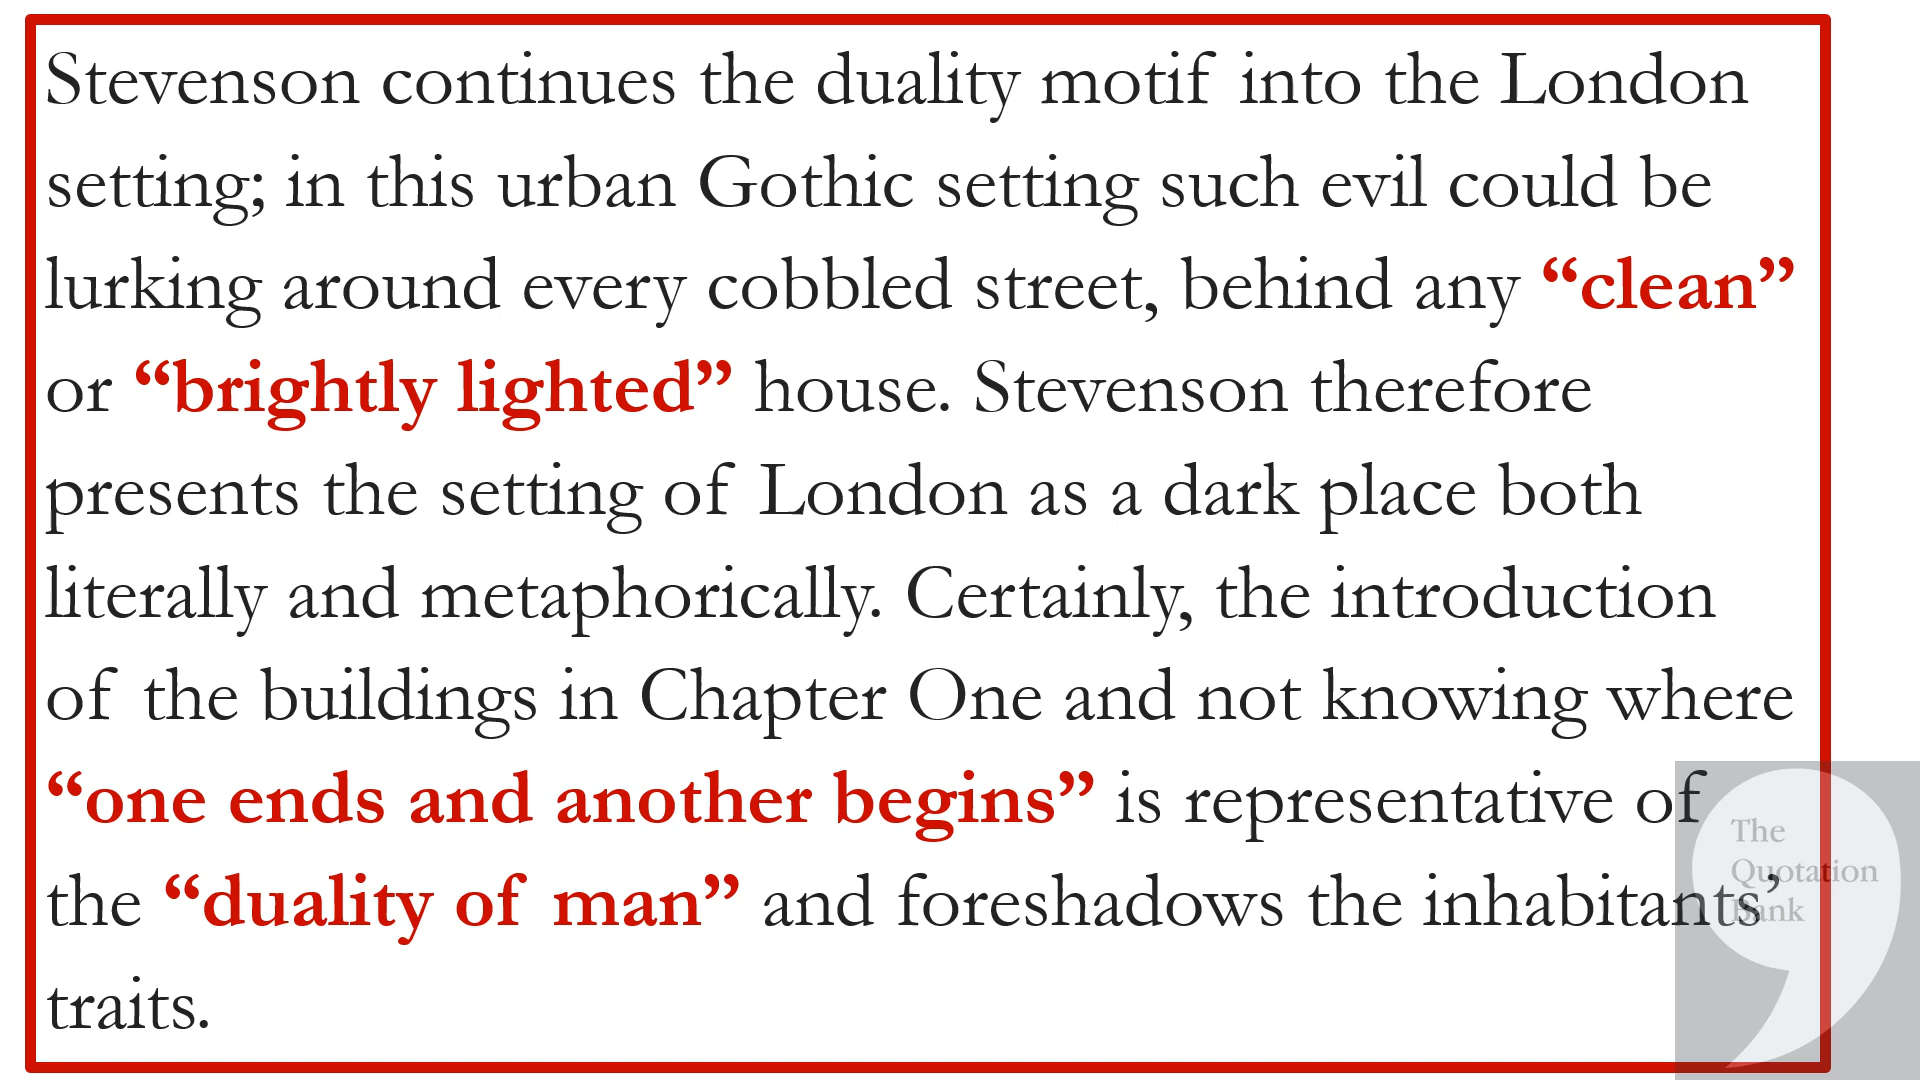 Stevenson continues the duality motif into the London
setting; in this urban Gothic setting such evil could be
lurking around every cobbled street, behind any “clean”
or “brightly lighted” house. Stevenson therefore
presents the setting of London as a dark place both
literally and metaphorically. Certainly, the introduction
of the buildings in Chapter One and not knowing where
“one ends and another begins” is representative of
the “duality of man” and foreshadows the inhabitants’
traits.
The
Quotation
Bank